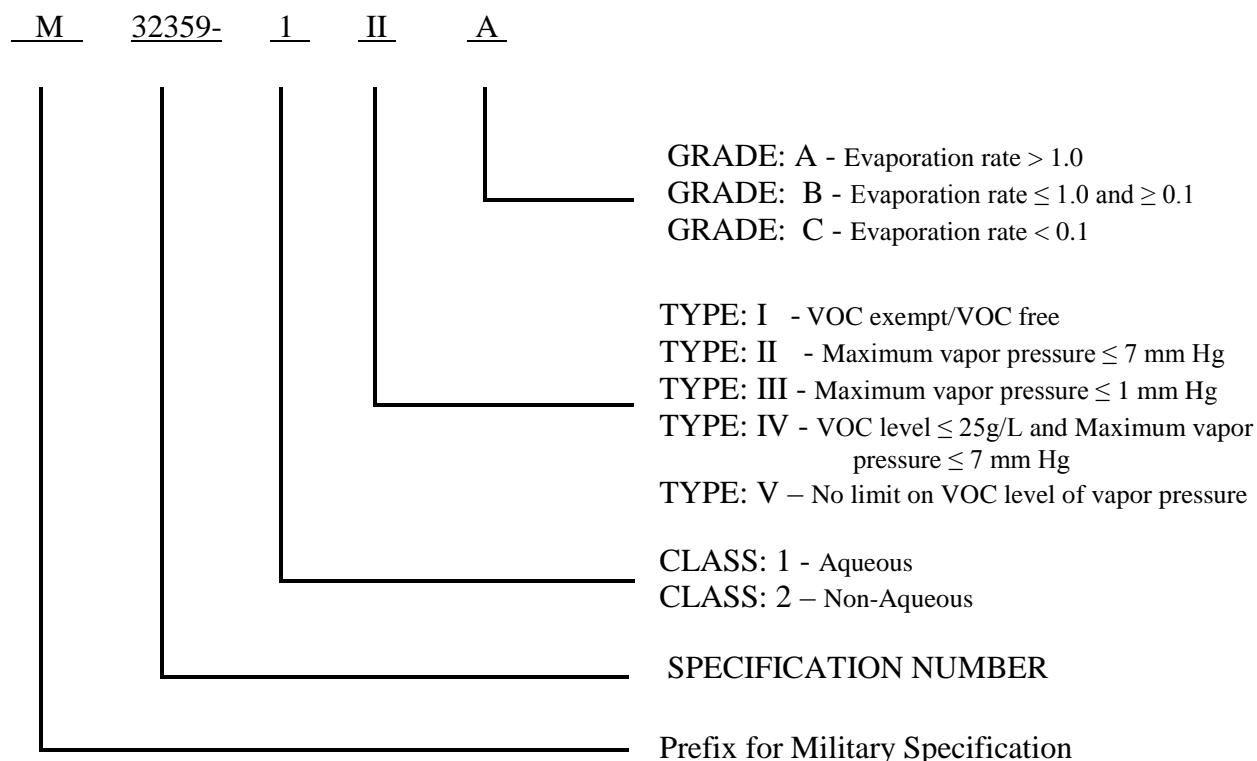 M 32359- 1 II A
GRADE: A - Evaporation rate > 1.0
GRADE: B - Evaporation rate ≤ 1.0 and ≥ 0.1
GRADE: C - Evaporation rate < 0.1
TYPE: I - VOC exempt/VOC free
TYPE: II - Maximum vapor pressure ≤ 7 mm Hg
TYPE: III - Maximum vapor pressure ≤ 1 mm Hg
TYPE: IV - VOC level ≤ 25g/L and Maximum vapor
pressure ≤ 7 mm Hg
TYPE: V – No limit on VOC level of vapor pressure
CLASS: 1 - Aqueous
CLASS: 2 – Non-Aqueous
SPECIFICATION NUMBER
Prefix for Military Specification